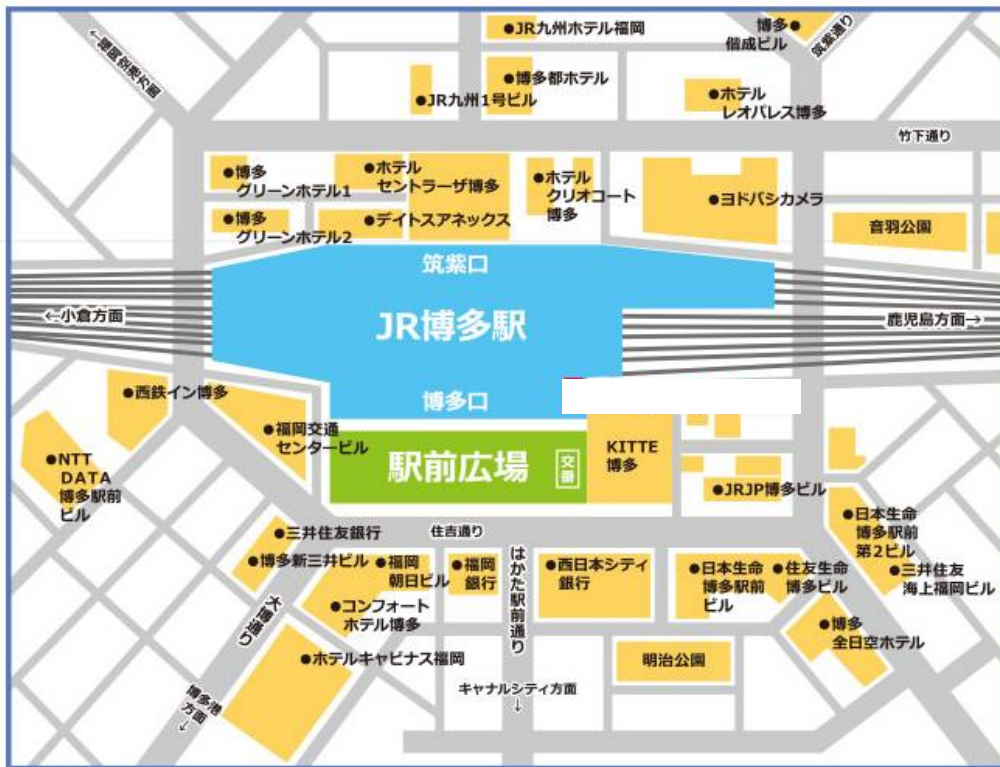 ●JR九州ホテル福岡
博多●
偕成ビル
筑紫通り
←福岡空港方面
●博多都ホテル
●JR九州1号ビル
●ホテル
レオパレス博多
竹下通り
●博多
グリーンホテル1
●ホテル
セントラーザ博多
●ホテル
クリオコート
博多
●ヨドバシカメラ
●博多
グリーンホテル2
●デイトスアネックス
音羽公園
筑紫口
←小倉方面
JR博多駅
鹿児島方面→
博多口
●西鉄イン博多
●福岡交通
センタービル
駅前広場
交番
KITTE
博多
●NTT
DATA
博多駅前
ビル
●JRJP博多ビル
●日本生命
博多駅前
第2ビル
●三井住友銀行
住吉通り
●博多新三井ビル
●福岡
朝日ビル
●福岡
銀行
はかた駅前通り
●西日本シティ
銀行
●日本生命
博多駅前
ビル
●住友生命
博多ビル
●三井住友
海上福岡ビル
大博通り
●コンフォート
ホテル博多
●博多
全日空ホテル
●ホテルキャビナス福岡
明治公園
キャナルシティ方面
↓
博多港
方面
↓